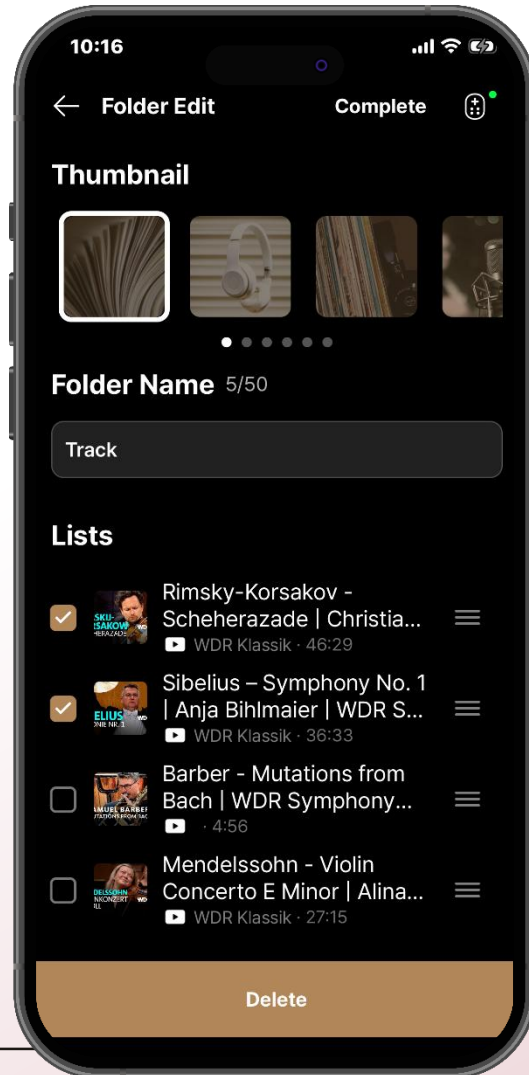 10:16
Folder Edit
Complete
Thumbnail
Folder Name 5/50
Track
Lists
Rimsky-Korsakov -
Scheherazade | Christia...
WDR Klassik · 46:29
Sibelius – Symphony No. 1
| Anja Bihlmaier | WDR S...
WDR Klassik · 36:33
Barber - Mutations from
Bach | WDR Symphony...
· 4:56
Mendelssohn - Violin
Concerto E Minor | Alina...
WDR Klassik · 27:15
Delete